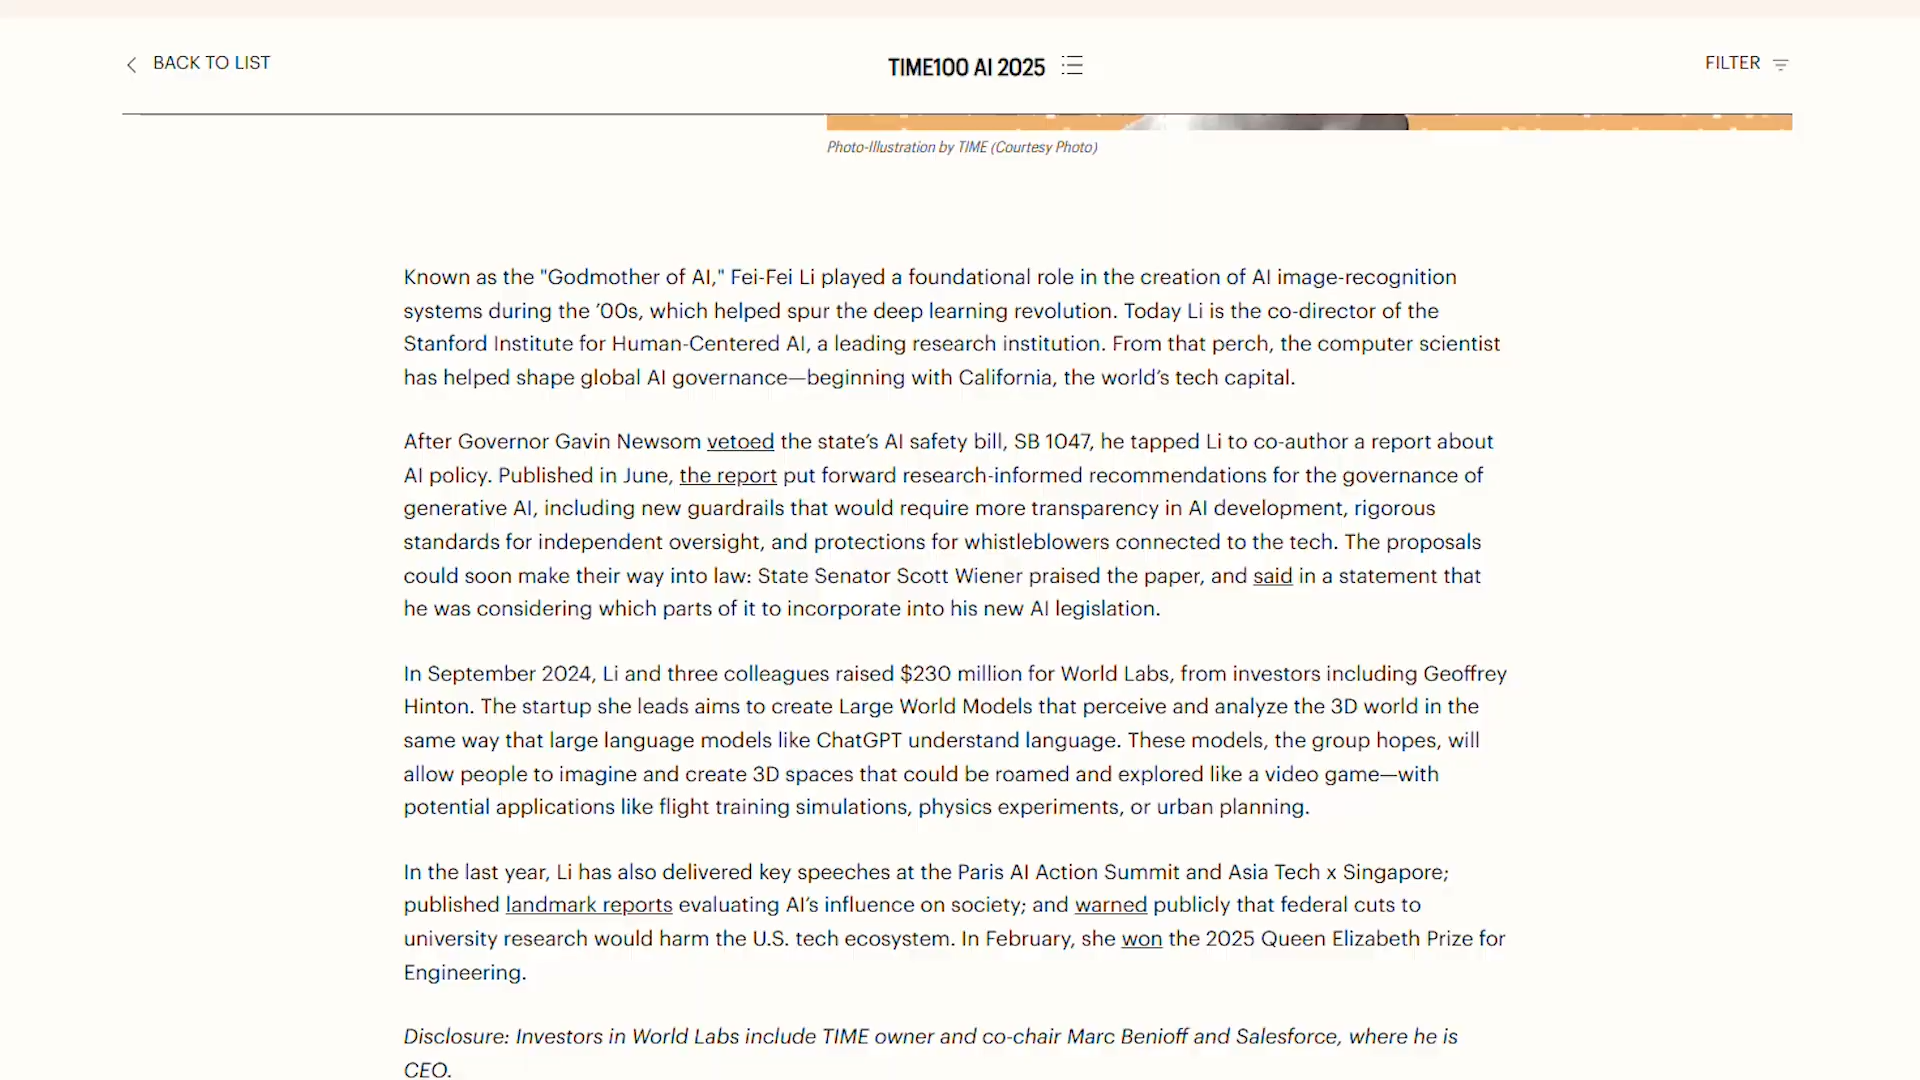 BACK TO LIST
TIME100 AI 2025
FILTER
Photo-Illustration by TIME (Courtesy Photo)
Known as the "Godmother of AI," Fei-Fei Li played a foundational role in the creation of AI image-recognition
systems during the ’00s, which helped spur the deep learning revolution. Today Li is the co-director of the
Stanford Institute for Human-Centered AI, a leading research institution. From that perch, the computer scientist
has helped shape global AI governance—beginning with California, the world’s tech capital.
After Governor Gavin Newsom vetoed the state’s AI safety bill, SB 1047, he tapped Li to co-author a report about
AI policy. Published in June, the report put forward research-informed recommendations for the governance of
generative AI, including new guardrails that would require more transparency in AI development, rigorous
standards for independent oversight, and protections for whistleblowers connected to the tech. The proposals
could soon make their way into law: State Senator Scott Wiener praised the paper, and said in a statement that
he was considering which parts of it to incorporate into his new AI legislation.
In September 2024, Li and three colleagues raised $230 million for World Labs, from investors including Geoffrey
Hinton. The startup she leads aims to create Large World Models that perceive and analyze the 3D world in the
same way that large language models like ChatGPT understand language. These models, the group hopes, will
allow people to imagine and create 3D spaces that could be roamed and explored like a video game—with
potential applications like flight training simulations, physics experiments, or urban planning.
In the last year, Li has also delivered key speeches at the Paris AI Action Summit and Asia Tech x Singapore;
published landmark reports evaluating AI’s influence on society; and warned publicly that federal cuts to
university research would harm the U.S. tech ecosystem. In February, she won the 2025 Queen Elizabeth Prize for
Engineering.
Disclosure: Investors in World Labs include TIME owner and co-chair Marc Benioff and Salesforce, where he is
CEO.